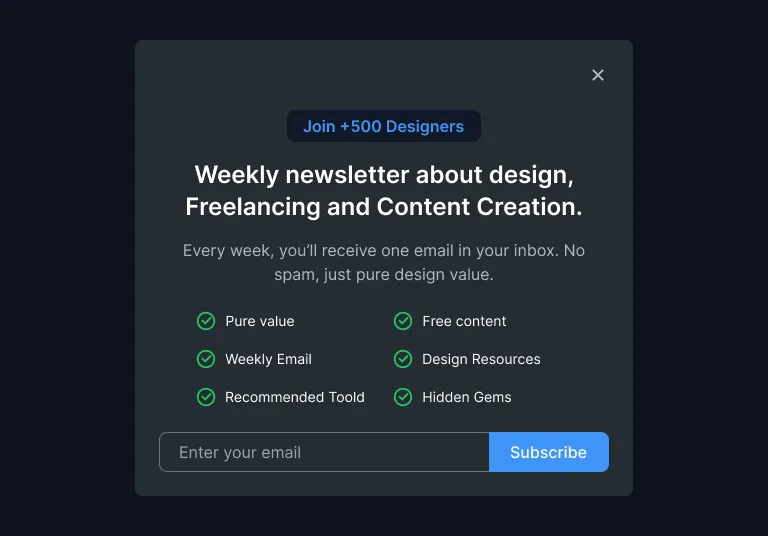 Join +500 Designers
Weekly newsletter about design,
Freelancing and Content Creation.
Every week, you’ll receive one email in your inbox. No
spam, just pure design value.
Pure value
Free content
Weekly Email
Design Resources
Recommended Toold
Hidden Gems
Enter your email
Subscribe